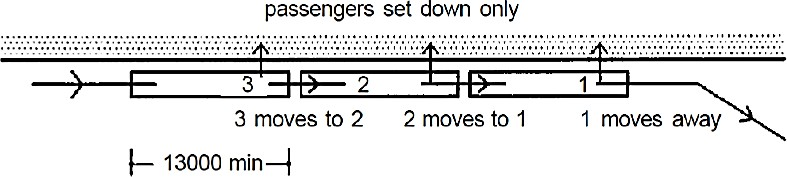 passengers set down only
3 2 1
3 moves to 2 2 moves to 1 1 moves away
13000 min